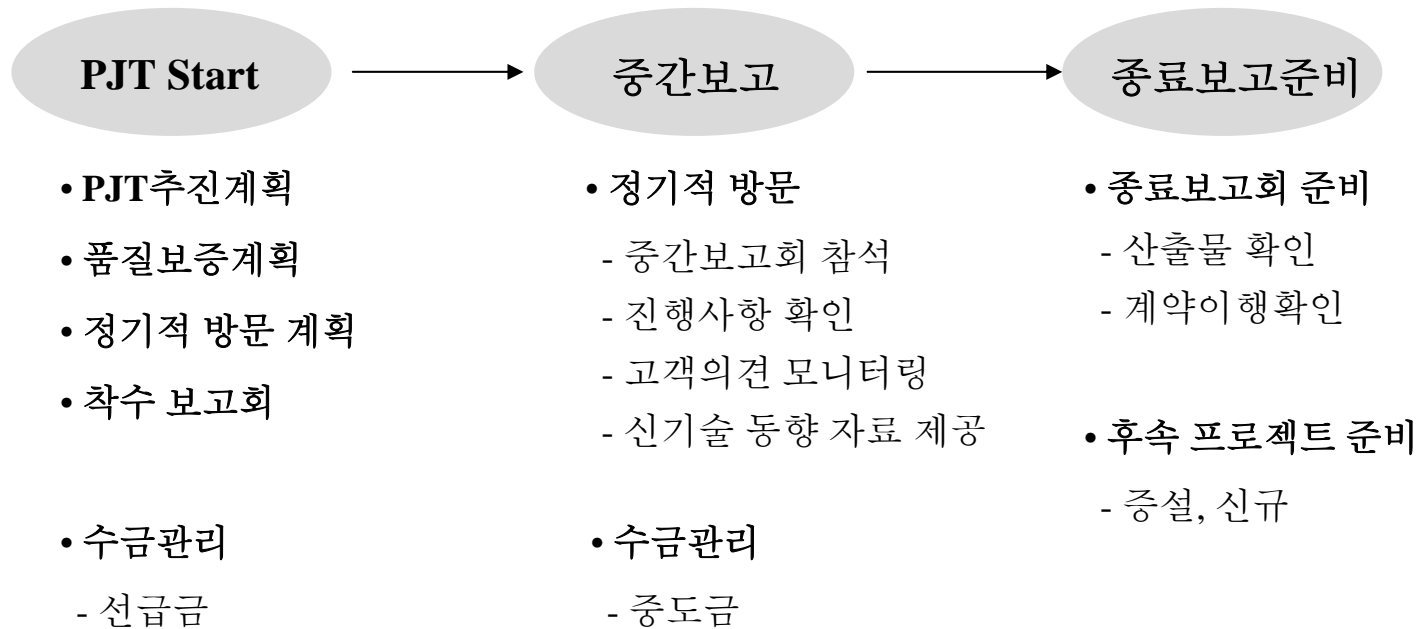 PJT Start
중간보고
종료보고준비
• PJT추진계획
• 품질보증계획
• 정기적 방문 계획
• 착수 보고회
• 수금관리
- 선급금
• 정기적 방문
- 중간보고회 참석
- 진행사항 확인
- 고객의견 모니터링
- 신기술 동향 자료 제공
• 수금관리
- 중도금
• 종료보고회 준비
- 산출물 확인
- 계약이행확인
• 후속 프로젝트 준비
- 증설, 신규